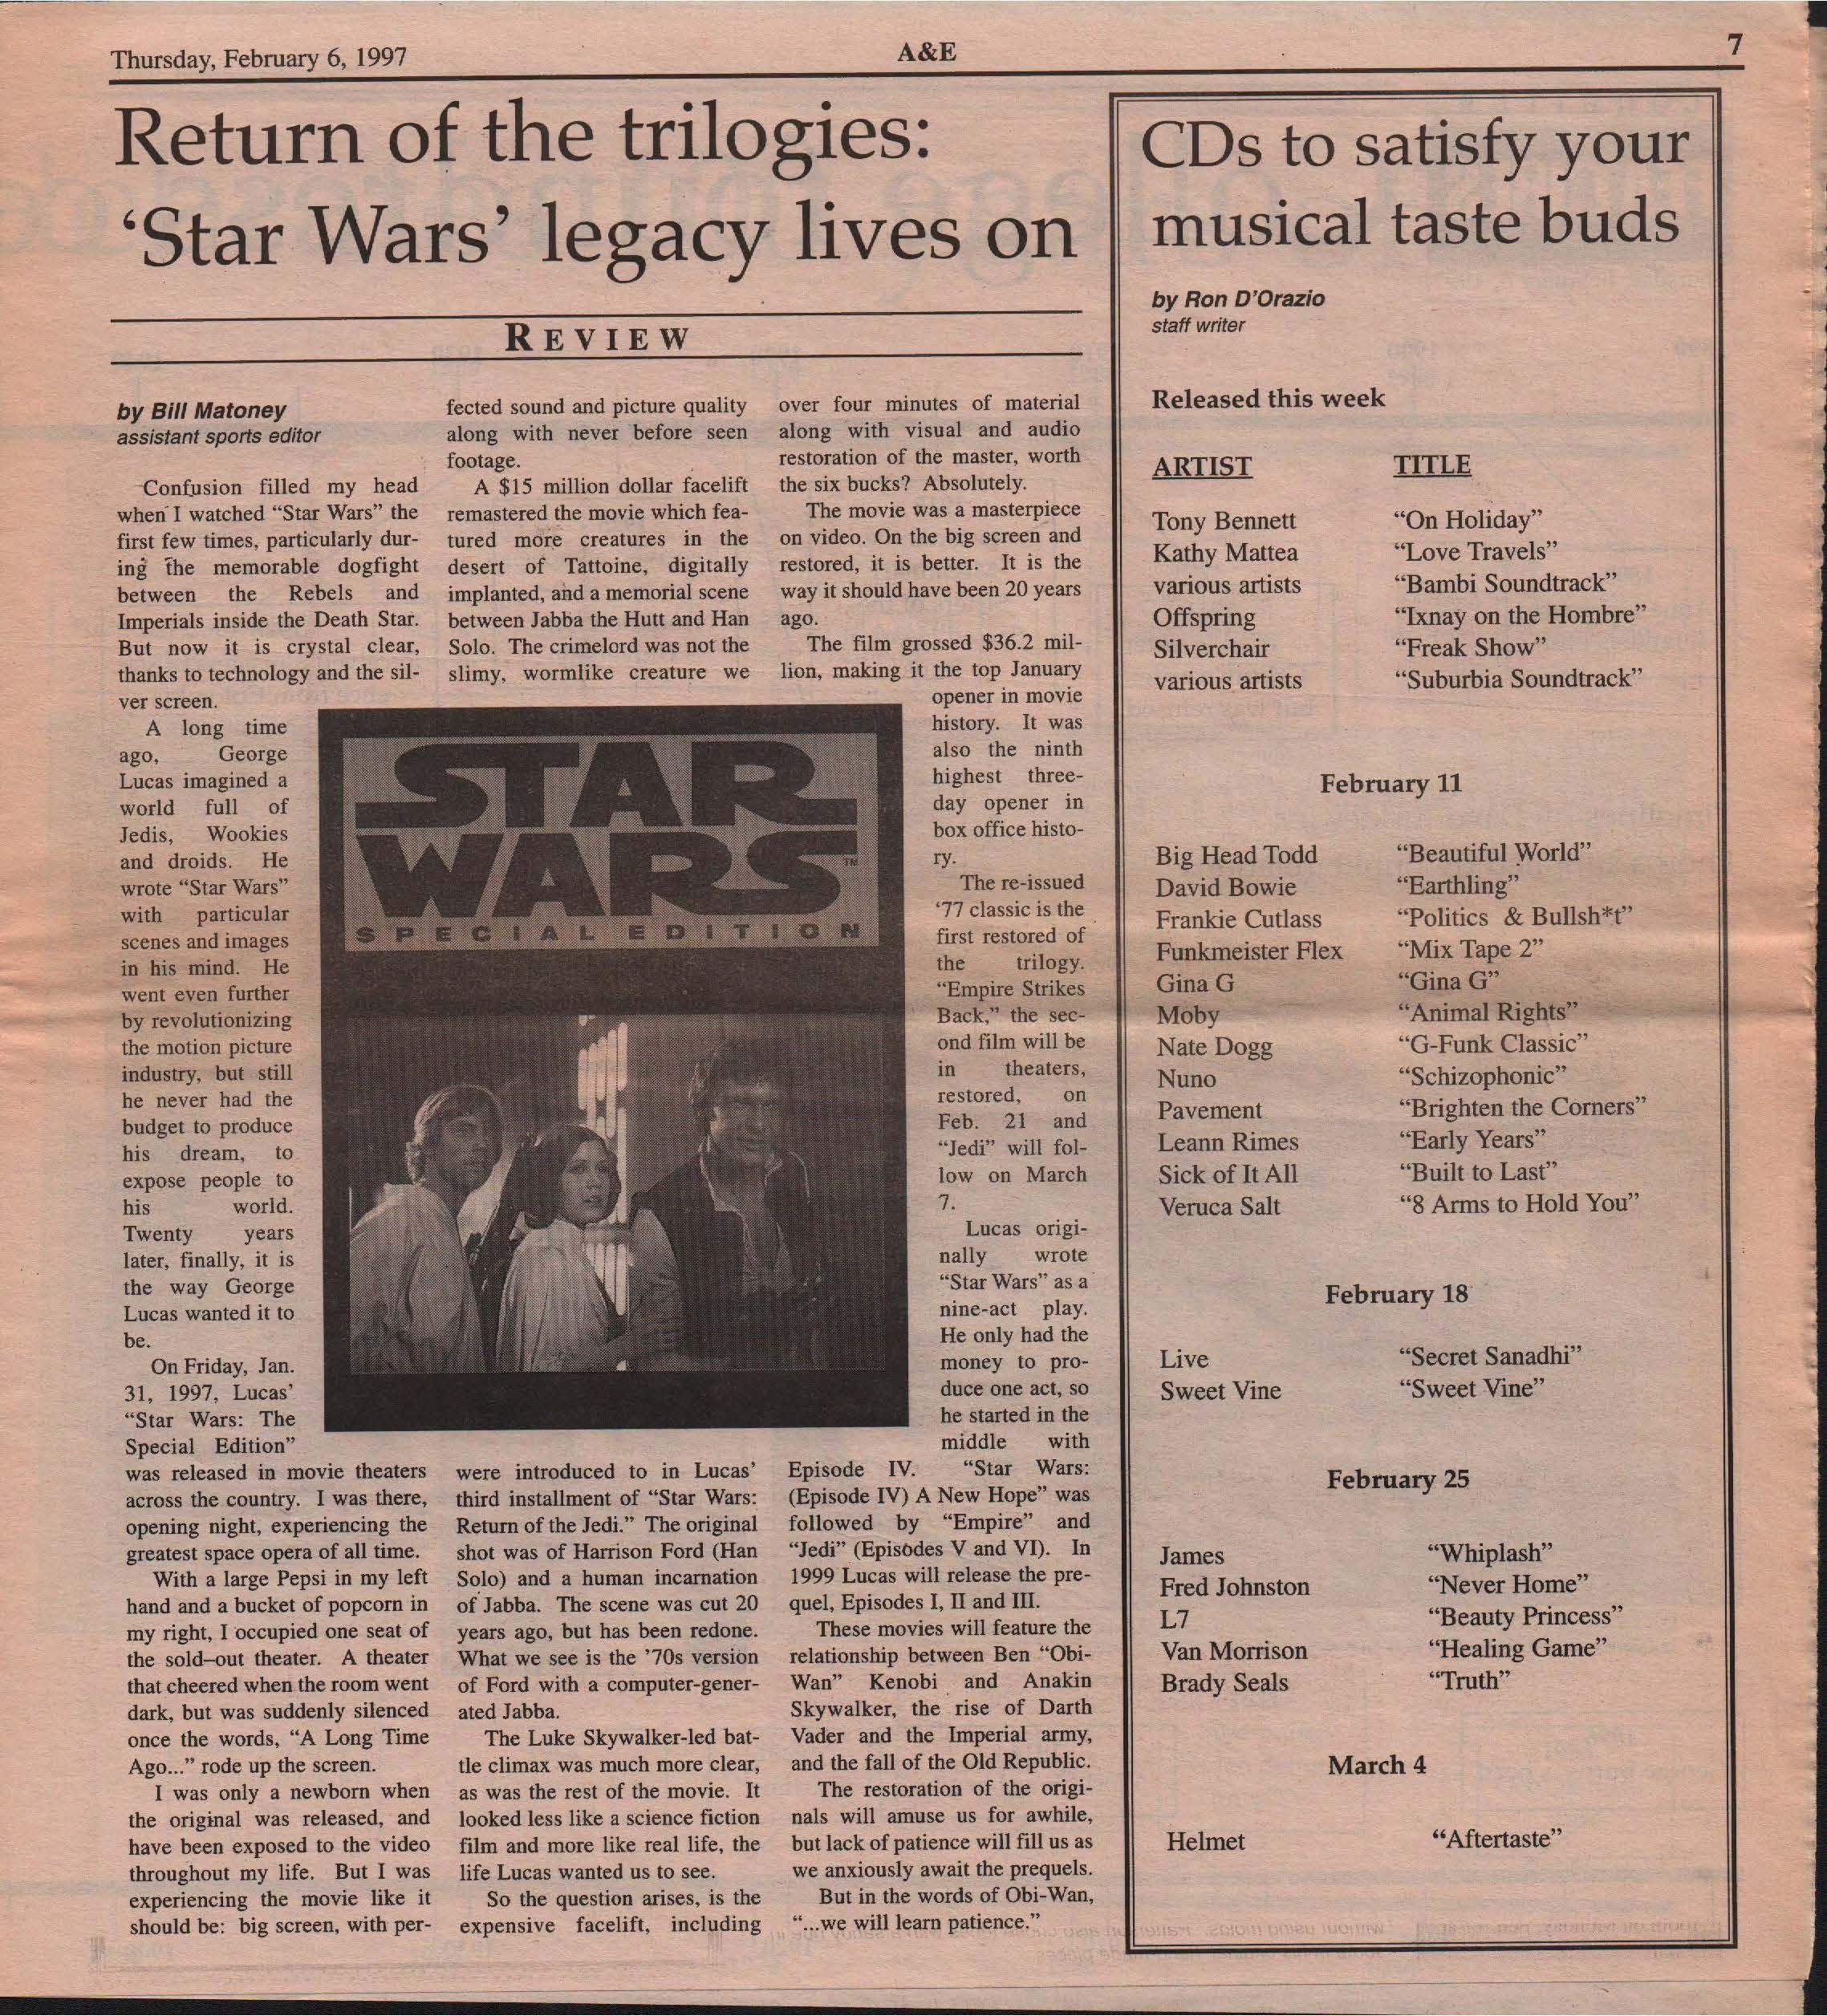 Thursday, February 6, 1997
A&E
7
Return of the trilogies:
‘Star Wars’ legacy lives on
REVIEW
by Bill Matoney
assistant sports editor
Confusion filled my head
when I watched “Star Wars” the
first few times, particularly dur-
ing the memorable dogfight
between the Rebels and
Imperials inside the Death Star.
But now it is crystal clear,
thanks to technology and the sil-
ver screen.
A long time
ago, George
Lucas imagined a
world full of
Jedis, Wookies
and droids. He
wrote “Star Wars”
with particular
scenes and images
in his mind. He
went even further
by revolutionizing
the motion picture
industry, but still
he never had the
budget to produce
his dream, to
expose people to
his world.
Twenty years
later, finally, it is
the way George
Lucas wanted it to
be.
On Friday, Jan.
31, 1997, Lucas’
“Star Wars: The
Special Edition”
was released in movie theaters
across the country. I was there,
opening night, experiencing the
greatest space opera of all time.
With a large Pepsi in my left
hand and a bucket of popcorn in
my right, I occupied one seat of
the sold–out theater. A theater
that cheered when the room went
dark, but was suddenly silenced
once the words, “A Long Time
Ago...” rode up the screen.
I was only a newborn when
the original was released, and
have been exposed to the video
throughout my life. But I was
experiencing the movie like it
should be: big screen, with per-
fected sound and picture quality
along with never before seen
footage.
A $15 million dollar facelift
remastered the movie which fea-
tured more creatures in the
desert of Tattoine, digitally
implanted, and a memorial scene
between Jabba the Hutt and Han
Solo. The crimelord was not the
slimy, wormlike creature we
STAR
WARS
TM
SPECIAL EDITION
were introduced to in Lucas’
third installment of “Star Wars:
Return of the Jedi.” The original
shot was of Harrison Ford (Han
Solo) and a human incarnation
of Jabba. The scene was cut 20
years ago, but has been redone.
What we see is the ’70s version
of Ford with a computer-gener-
ated Jabba.
The Luke Skywalker-led bat-
tle climax was much more clear,
as was the rest of the movie. It
looked less like a science fiction
film and more like real life, the
life Lucas wanted us to see.
So the question arises, is the
expensive facelift, including
over four minutes of material
along with visual and audio
restoration of the master, worth
the six bucks? Absolutely.
The movie was a masterpiece
on video. On the big screen and
restored, it is better. It is the
way it should have been 20 years
ago.
The film grossed $36.2 mil-
lion, making it the top January
opener in movie
history. It was
also the ninth
highest three-
day opener in
box office histo-
ry.
The re-issued
‘77 classic is the
first restored of
the trilogy.
“Empire Strikes
Back,” the sec-
ond film will be
in theaters,
restored, on
Feb. 21 and
“Jedi” will fol-
low on March
7.
Lucas origi-
nally wrote
“Star Wars” as a
nine-act play.
He only had the
money to pro-
duce one act, so
he started in the
middle with
Episode IV. “Star Wars:
(Episode IV) A New Hope” was
followed by “Empire” and
“Jedi” (Episodes V and VI). In
1999 Lucas will release the pre-
quel, Episodes I, II and III.
These movies will feature the
relationship between Ben “Obi-
Wan” Kenobi and Anakin
Skywalker, the rise of Darth
Vader and the Imperial army,
and the fall of the Old Republic.
The restoration of the origi-
nals will amuse us for awhile,
but lack of patience will fill us as
we anxiously await the prequels.
But in the words of Obi-Wan,
“...we will learn patience.”
CDs to satisfy your
musical taste buds
by Ron D’Orazio
staff writer
Released this week
ARTIST TITLE
Tony Bennett “On Holiday”
Kathy Mattea “Love Travels”
various artists “Bambi Soundtrack”
Offspring “Ixnay on the Hombre”
Silverchair “Freak Show”
various artists “Suburbia Soundtrack”
February 11
Big Head Todd “Beautiful World”
David Bowie “Earthling”
Frankie Cutlass “Politics & Bullsh*t”
Funkmeister Flex “Mix Tape 2”
Gina G “Gina G”
Moby “Animal Rights”
Nate Dogg “G-Funk Classic”
Nuno “Schizophonic”
Pavement “Brighten the Corners”
Leann Rimes “Early Years”
Sick of It All “Built to Last”
Veruca Salt “8 Arms to Hold You”
February 18
Live “Secret Sanadhi”
Sweet Vine “Sweet Vine”
February 25
James “Whiplash”
Fred Johnston “Never Home”
L7 “Beauty Princess”
Van Morrison “Healing Game”
Brady Seals “Truth”
March 4
Helmet “Aftertaste”